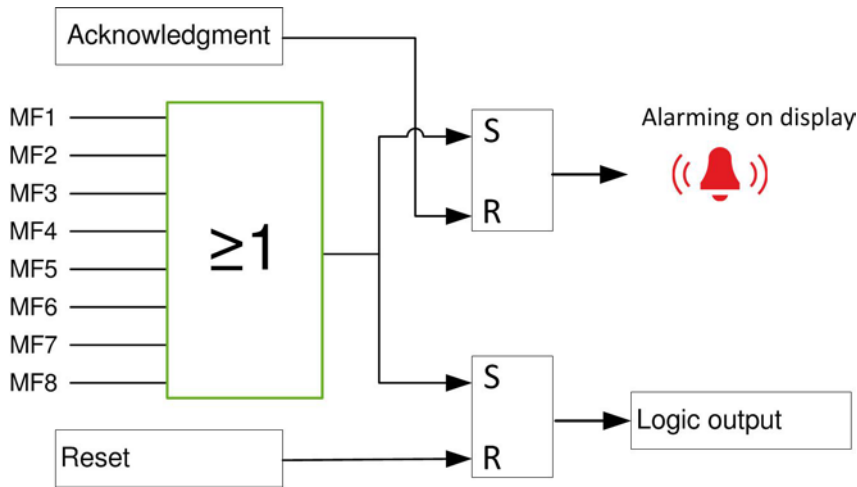 Acknowledgment
MF1
MF2
MF3
MF4
MF5
MF6
MF7
MF8
≥1
S
R
Alarming on display
S
R
Logic output
Reset